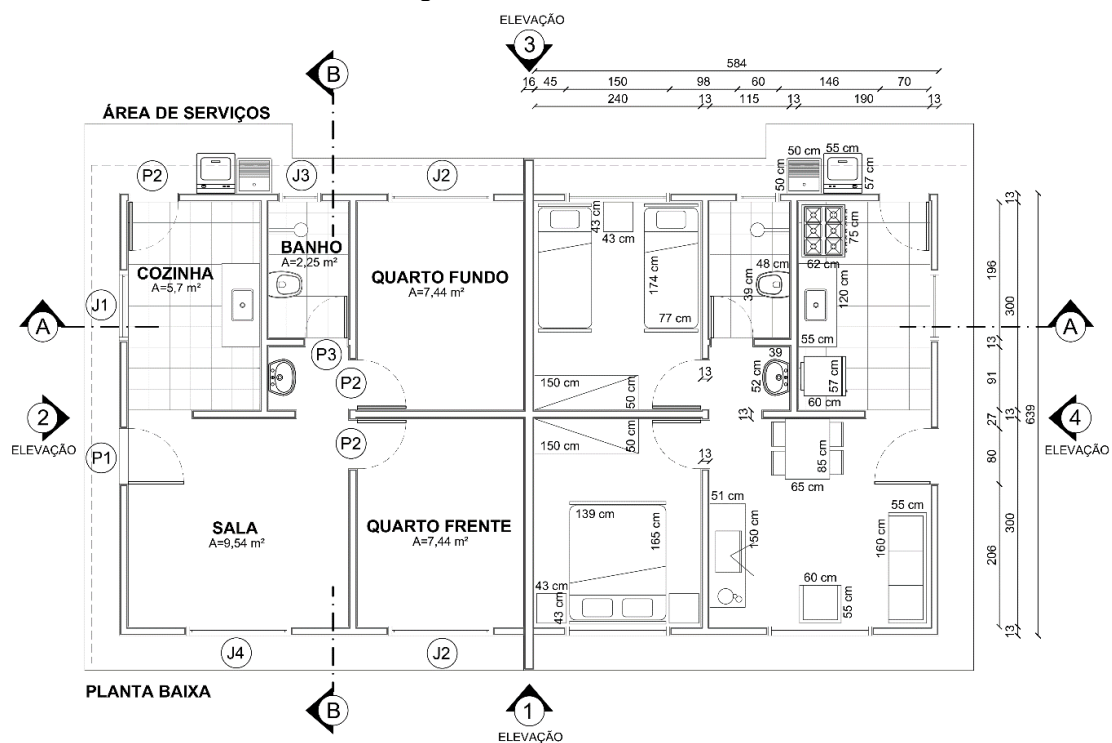 ELEVAÇÃO
3
584
16 45 150 98 60 146 70
240 13 115 13 190 13
B
ÁREA DE SERVIÇOS
P2
J3
J2
50 cm
55 cm
50 cm
57 cm
BANHO
A=2,25 m²
COZINHA
A=5,7 m²
QUARTO FUNDO
A=7,44 m²
43 cm
43 cm
174 cm
77 cm
48 cm
39 cm
75 cm
62 cm
120 cm
55 cm
13
196
300
J1
A
A
P3
P2
13
150 cm
50 cm
39
52 cm
57 cm
60 cm
13
91
2
ELEVAÇÃO
P1
P2
150 cm
50 cm
13
13
27
13
639
4
ELEVAÇÃO
85 cm
65 cm
80
SALA
A=9,54 m²
QUARTO FRENTE
A=7,44 m²
139 cm
165 cm
51 cm
150 cm
55 cm
160 cm
300
206
43 cm
43 cm
60 cm
55 cm
13
J4
J2
PLANTA BAIXA
B
1
ELEVAÇÃO